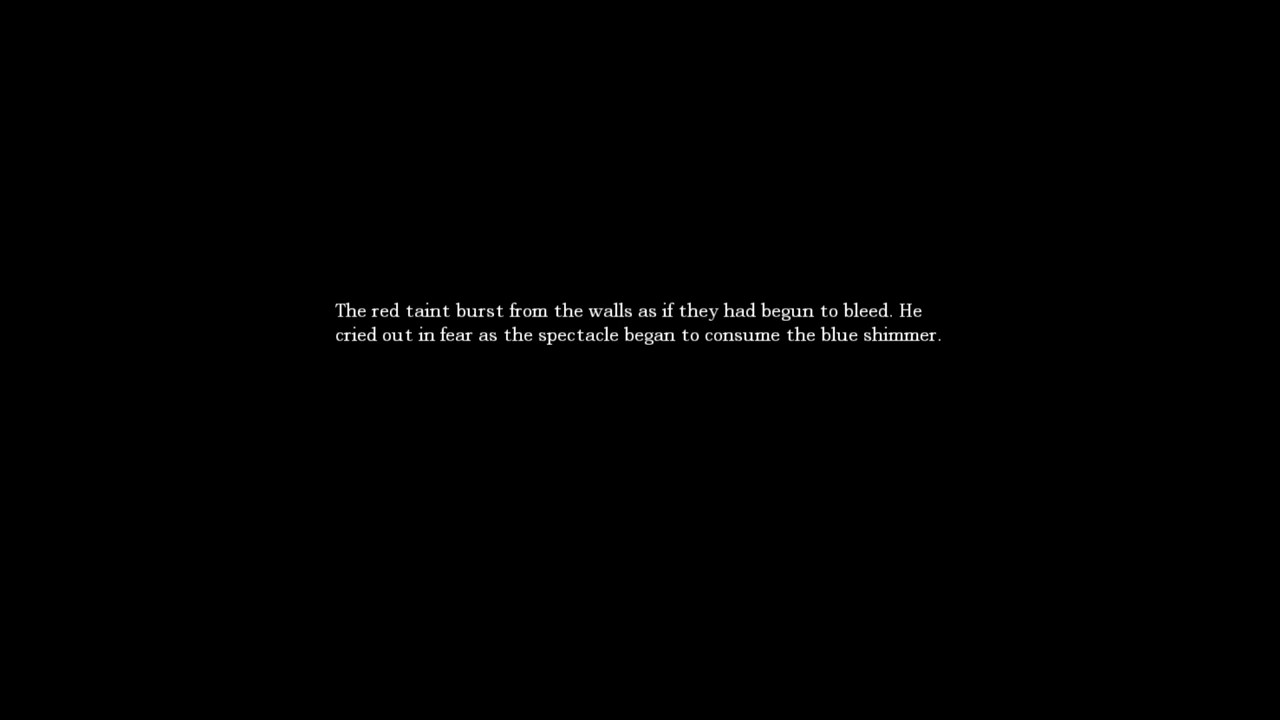 The red taint burst from the walls as if they had begun to bleed. He
cried out in fear as the spectacle began to consume the blue shimmer.